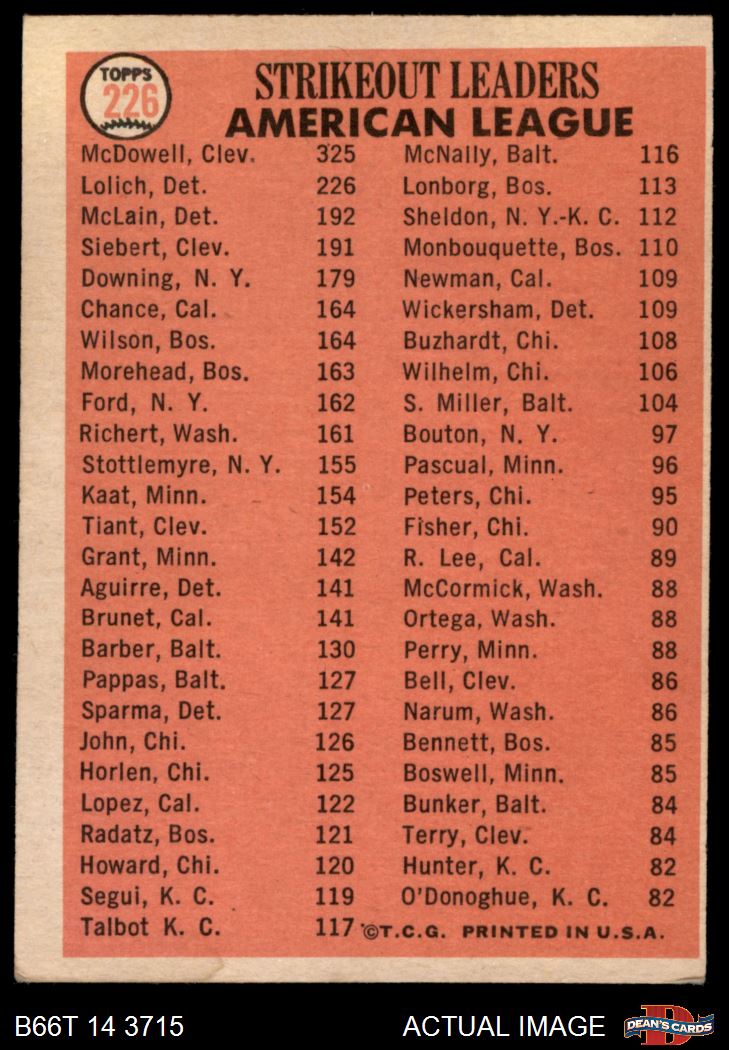 TOPPS
226
STRIKEOUT LEADERS
AMERICAN LEAGUE
McDowell, Clev. 325
Lolich, Det. 226
McLain, Det. 192
Siebert, Clev. 191
Downing, N. Y. 179
Chance, Cal. 164
Wilson, Bos. 164
Morehead, Bos. 163
Ford, N. Y. 162
Richert, Wash. 161
Stottlemyre, N. Y. 155
Kaat, Minn. 154
Tiant, Clev. 152
Grant, Minn. 142
Aguirre, Det. 141
Brunet, Cal. 141
Barber, Balt. 130
Pappas, Balt. 127
Sparma, Det. 127
John, Chi. 126
Horlen, Chi. 125
Lopez, Cal. 122
Radatz, Bos. 121
Howard, Chi. 120
Segui, K. C. 119
Talbot K. C. 117
McNally, Balt. 116
Lonborg, Bos. 113
Sheldon, N. Y.-K. C. 112
Monbouquette, Bos. 110
Newman, Cal. 109
Wickersham, Det. 109
Buzhardt, Chi. 108
Wilhelm, Chi. 106
S. Miller, Balt. 104
Bouton, N. Y. 97
Pascual, Minn. 96
Peters, Chi. 95
Fisher, Chi. 90
R. Lee, Cal. 89
McCormick, Wash. 88
Ortega, Wash. 88
Perry, Minn. 88
Bell, Clev. 86
Narum, Wash. 86
Bennett, Bos. 85
Boswell, Minn. 85
Bunker, Balt. 84
Terry, Clev. 84
Hunter, K. C. 82
O'Donoghue, K. C. 82
©T.C.G. PRINTED IN U.S.A.
B66T 14 3715
ACTUAL IMAGE
D
DEAN'S CARDS